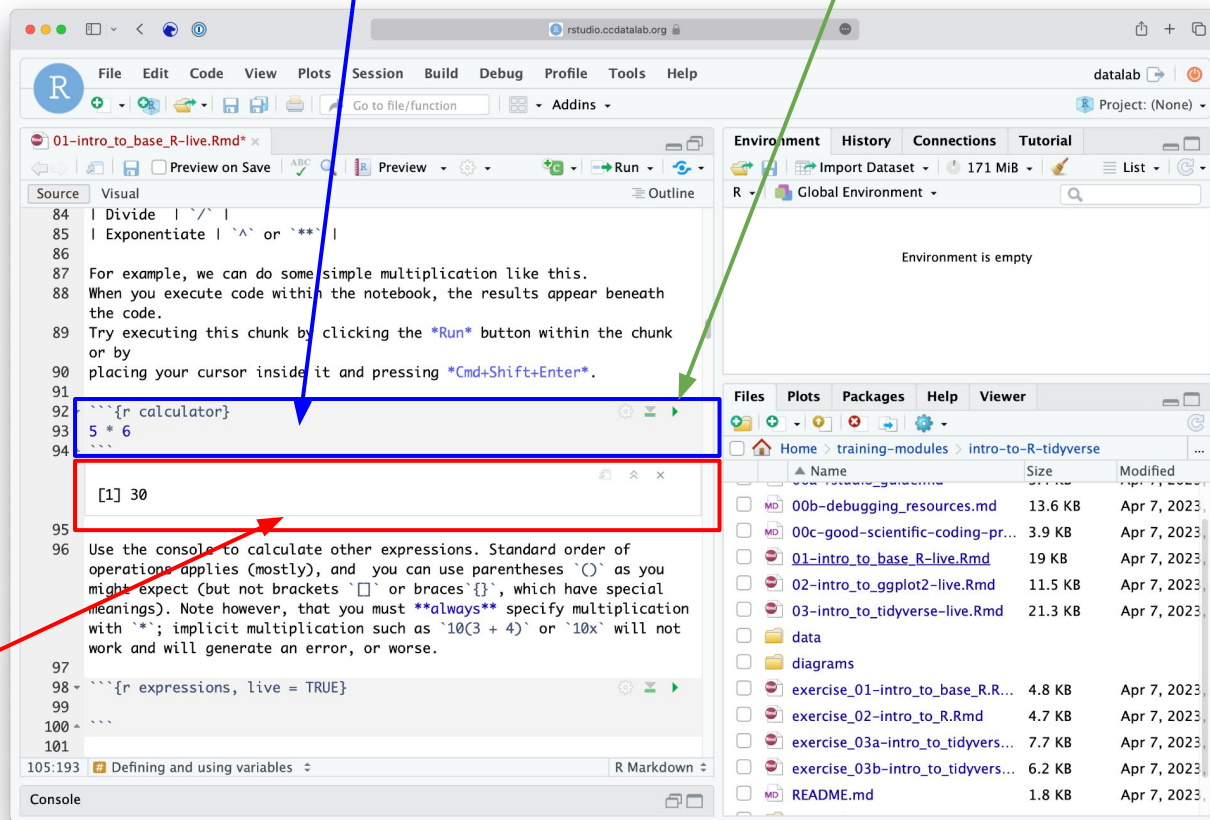 rstudio.ccdatalab.org
R
File Edit Code View Plots Session Build Debug Profile Tools Help
datalab
Go to file/function
Addins
Project: (None)
01-intro_to_base_R-live.Rmd*
Preview on Save
ABC
Preview
Run
Source Visual
Outline
84 | Divide | `/` |
85 | Exponentiate | `^` or `**` |
86
87 For example, we can do some simple multiplication like this.
88 When you execute code within the notebook, the results appear beneath
the code.
89 Try executing this chunk by clicking the *Run* button within the chunk
or by
90 placing your cursor inside it and pressing *Cmd+Shift+Enter*.
91
92 ```{r calculator}
93 5 * 6
94 ```
[1] 30
95
96 Use the console to calculate other expressions. Standard order of
operations applies (mostly), and  you can use parentheses `()` as you
might expect (but not brackets `[]` or braces`{}`, which have special
meanings). Note however, that you must **always** specify multiplication
with `*`; implicit multiplication such as `10(3 + 4)` or `10x` will not
work and will generate an error, or worse.
97
98 ```{r expressions, live = TRUE}
99
100 ```
101
105:193 # Defining and using variables
R Markdown
Console
Environment History Connections Tutorial
Import Dataset
171 MiB
List
R
Global Environment
Environment is empty
Files Plots Packages Help Viewer
Home > training-modules > intro-to-R-tidyverse ...
Name Size Modified
MD 00b-debugging_resources.md 13.6 KB Apr 7, 2023,
MD 00c-good-scientific-coding-pr... 3.9 KB Apr 7, 2023,
01-intro_to_base_R-live.Rmd 19 KB Apr 7, 2023,
02-intro_to_ggplot2-live.Rmd 11.5 KB Apr 7, 2023,
03-intro_to_tidyverse-live.Rmd 21.3 KB Apr 7, 2023,
data
diagrams
exercise_01-intro_to_base_R.R... 4.8 KB Apr 7, 2023,
exercise_02-intro_to_R.Rmd 4.7 KB Apr 7, 2023,
exercise_03a-intro_to_tidyvers... 7.7 KB Apr 7, 2023,
exercise_03b-intro_to_tidyvers... 6.2 KB Apr 7, 2023,
MD README.md 1.8 KB Apr 7, 2023,